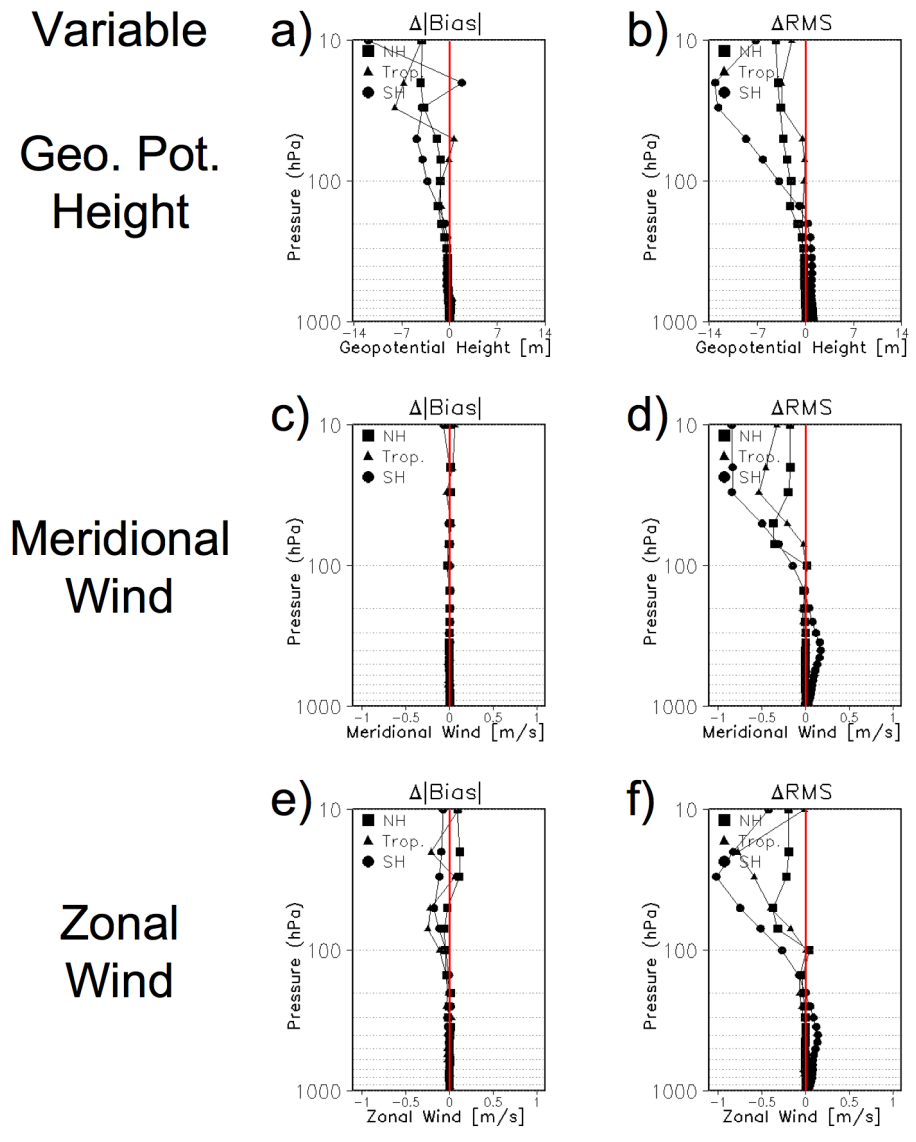 Variable
Geo. Pot.
Height
a)
Δ|Bias|
NH
Trop.
SH
10
100
1000
Pressure (hPa)
-14
-7
0
7
14
Geopotential Height [m]
b)
ΔRMS
NH
Trop.
SH
10
100
1000
Pressure (hPa)
-14
-7
0
7
14
Geopotential Height [m]
Meridional
Wind
c)
Δ|Bias|
NH
Trop.
SH
10
100
1000
Pressure (hPa)
-1
-0.5
0
0.5
1
Meridional Wind [m/s]
d)
ΔRMS
NH
Trop.
SH
10
100
1000
Pressure (hPa)
-1
-0.5
0
0.5
1
Meridional Wind [m/s]
Zonal
Wind
e)
Δ|Bias|
NH
Trop.
SH
10
100
1000
Pressure (hPa)
-1
-0.5
0
0.5
1
Zonal Wind [m/s]
f)
ΔRMS
NH
Trop.
SH
10
100
1000
Pressure (hPa)
-1
-0.5
0
0.5
1
Zonal Wind [m/s]